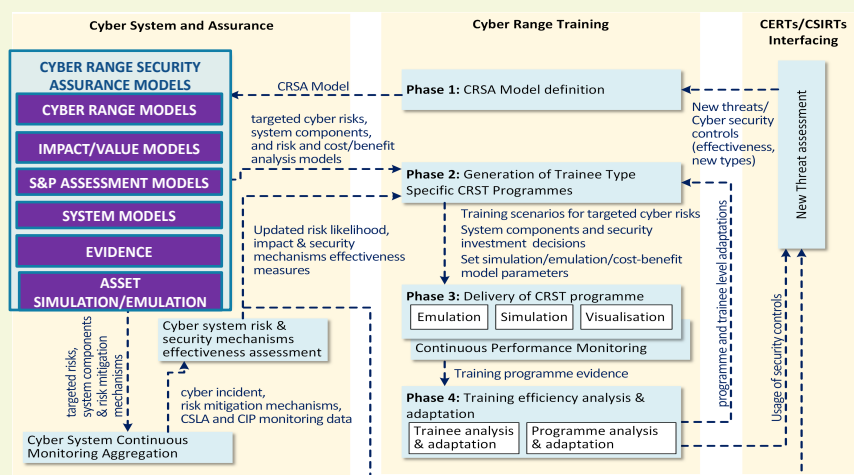 Cyber System and Assurance
CYBER RANGE SECURITY
ASSURANCE MODELS
CYBER RANGE MODELS
IMPACT/VALUE MODELS
S&P ASSESSMENT MODELS
SYSTEM MODELS
EVIDENCE
ASSET
SIMULATION/EMULATION
targeted risks,
system components
& risk mitigation
mechanisms
Cyber system risk &
security mechanisms
effectiveness assessment
cyber incident,
risk mitigation mechanisms,
CSLA and CIP monitoring data
Cyber System Continuous
Monitoring Aggregation
CRSA Model
targeted cyber risks,
system components,
and risk and cost/benefit
analysis models
Updated risk likelihood,
impact & security
mechanisms effectiveness
measures
Cyber Range Training
Phase 1: CRSA Model definition
Phase 2: Generation of Trainee Type
Specific CRST Programmes
Training scenarios for targeted cyber risks
System components and security
investment decisions
Set simulation/emulation/cost-benefit
model parameters
Phase 3: Delivery of CRST programme
Emulation
Simulation
Visualisation
Continuous Performance Monitoring
Training programme evidence
Phase 4: Training efficiency analysis &
adaptation
Trainee analysis
& adaptation
Programme analysis
& adaptation
programme and trainee level adaptations
CERTs/CSIRTs
Interfacing
New threats/
Cyber security
controls
(effectiveness,
new types)
New Threat assessment
Usage of security controls